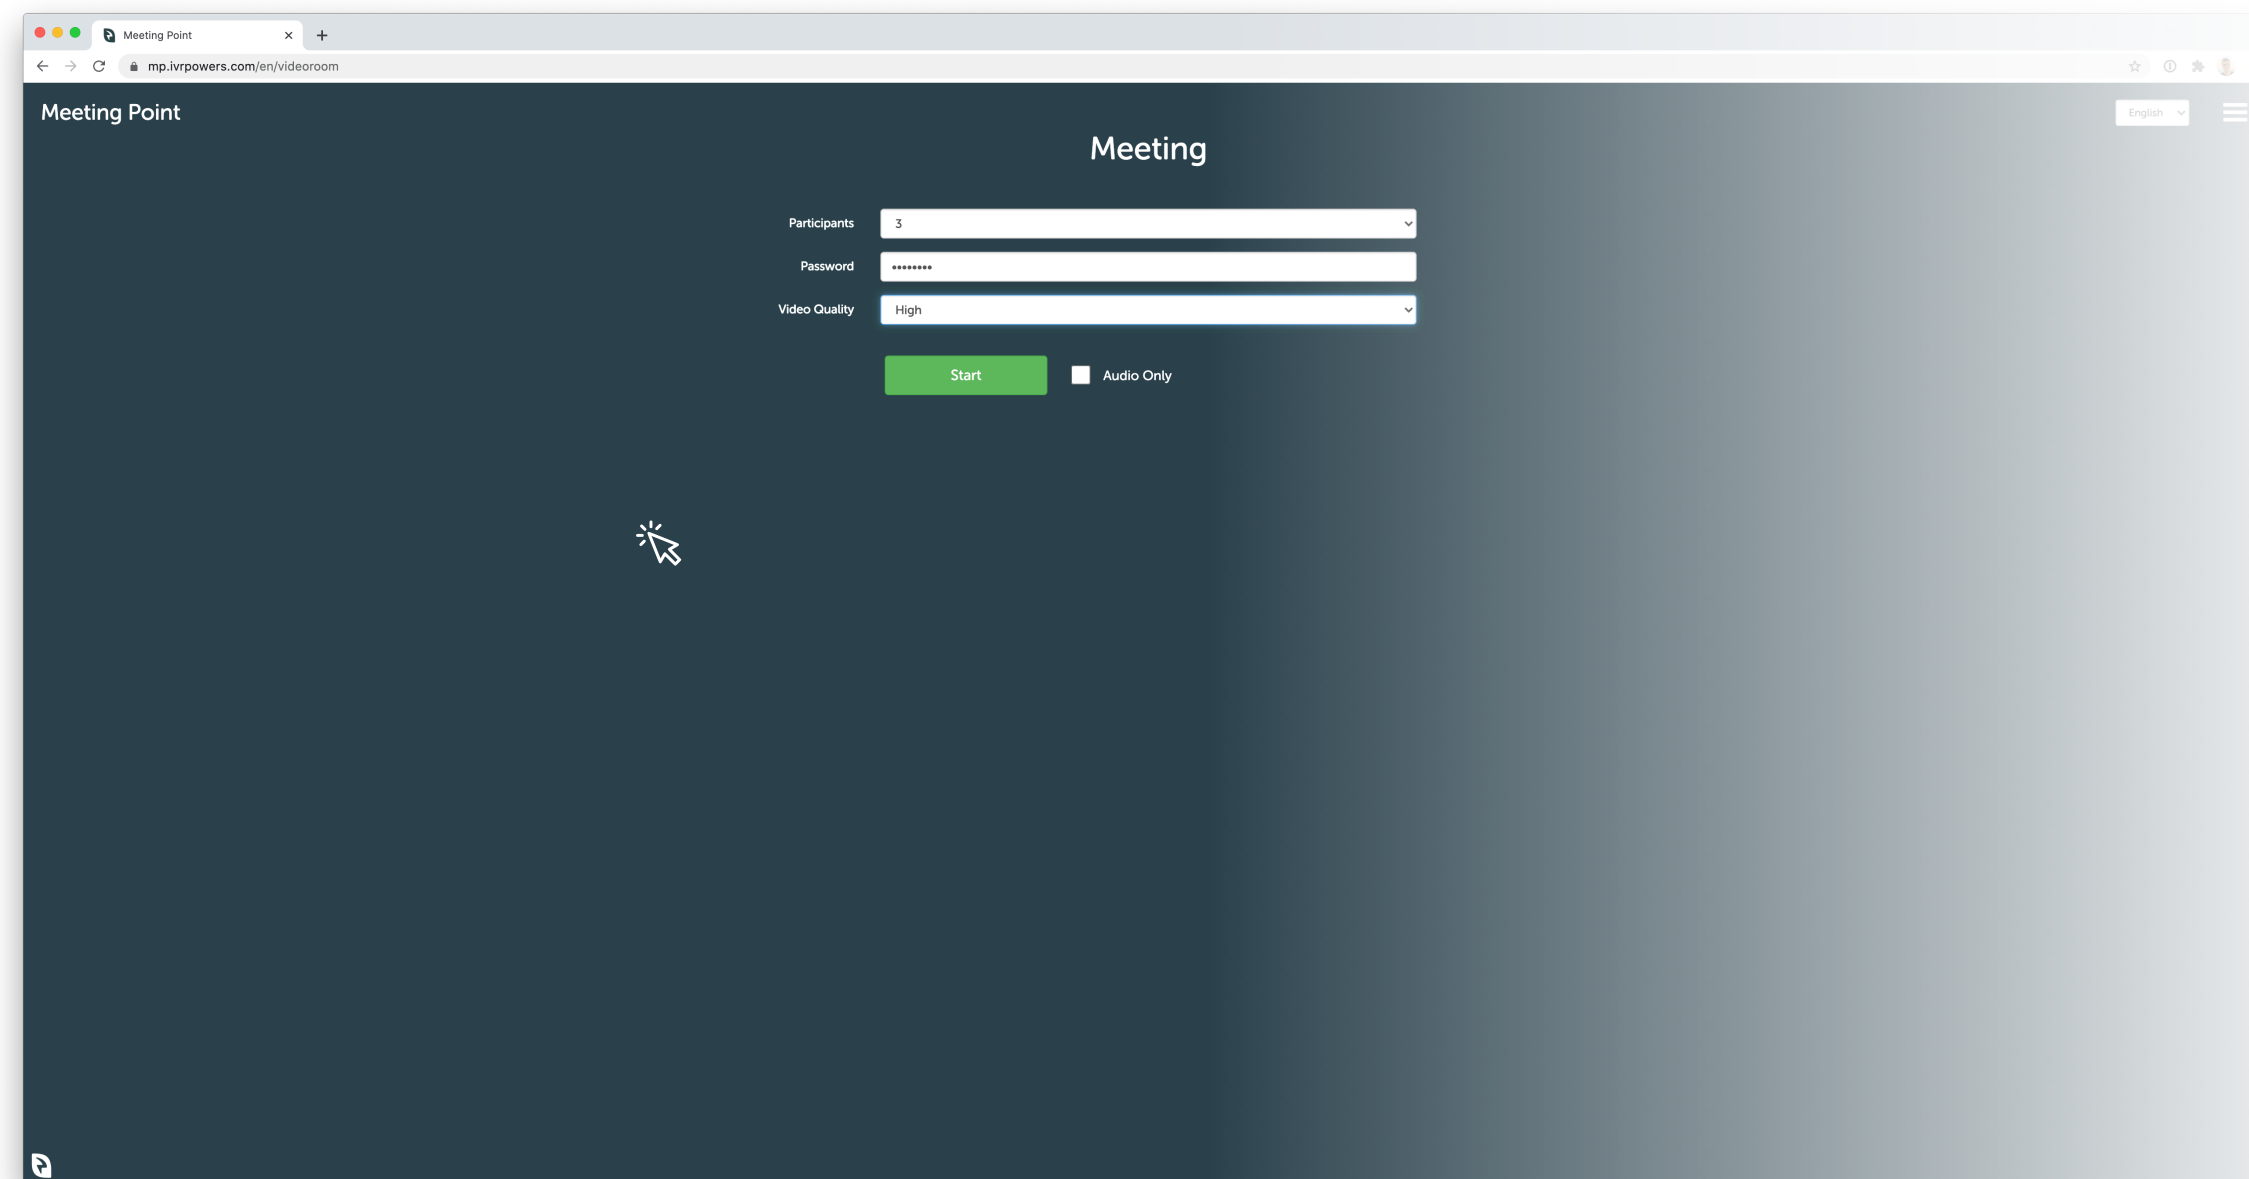 Meeting Point
mp.ivrpowers.com/en/videoroom
Meeting Point
English
Meeting
Participants 3
Password ••••••••
Video Quality High
Start Audio Only